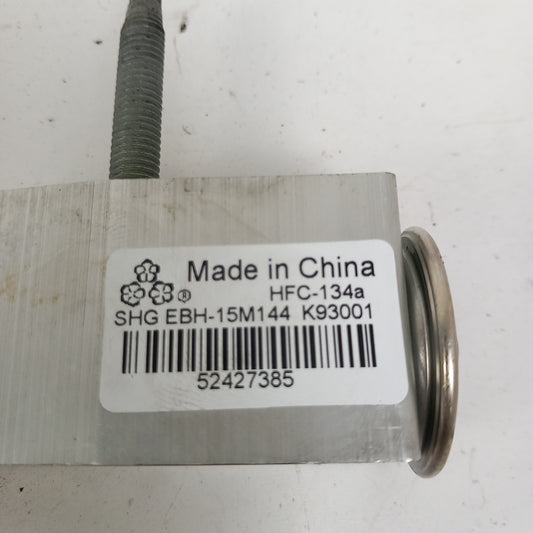 Made in China
® HFC-134a
SHG EBH-15M144 K93001
52427385